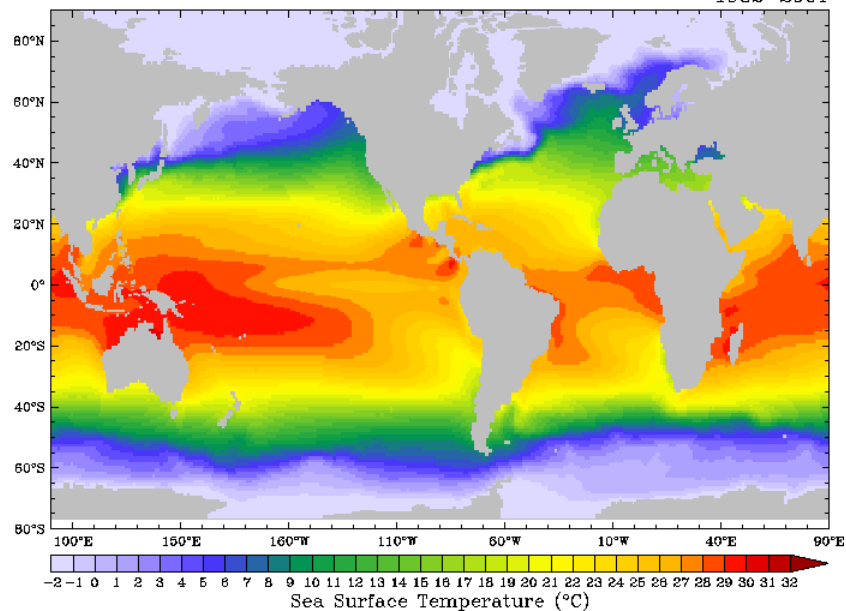 80°N
60°N
40°N
20°N
0°
20°S
40°S
60°S
80°S
100°E 150°E 160°W 110°W 60°W 10°W 40°E 90°E
−2 −1 0 1 2 3 4 5 6 7 8 9 10 11 12 13 14 15 16 17 18 19 20 21 22 23 24 25 26 27 28 29 30 31 32
Sea Surface Temperature (°C)